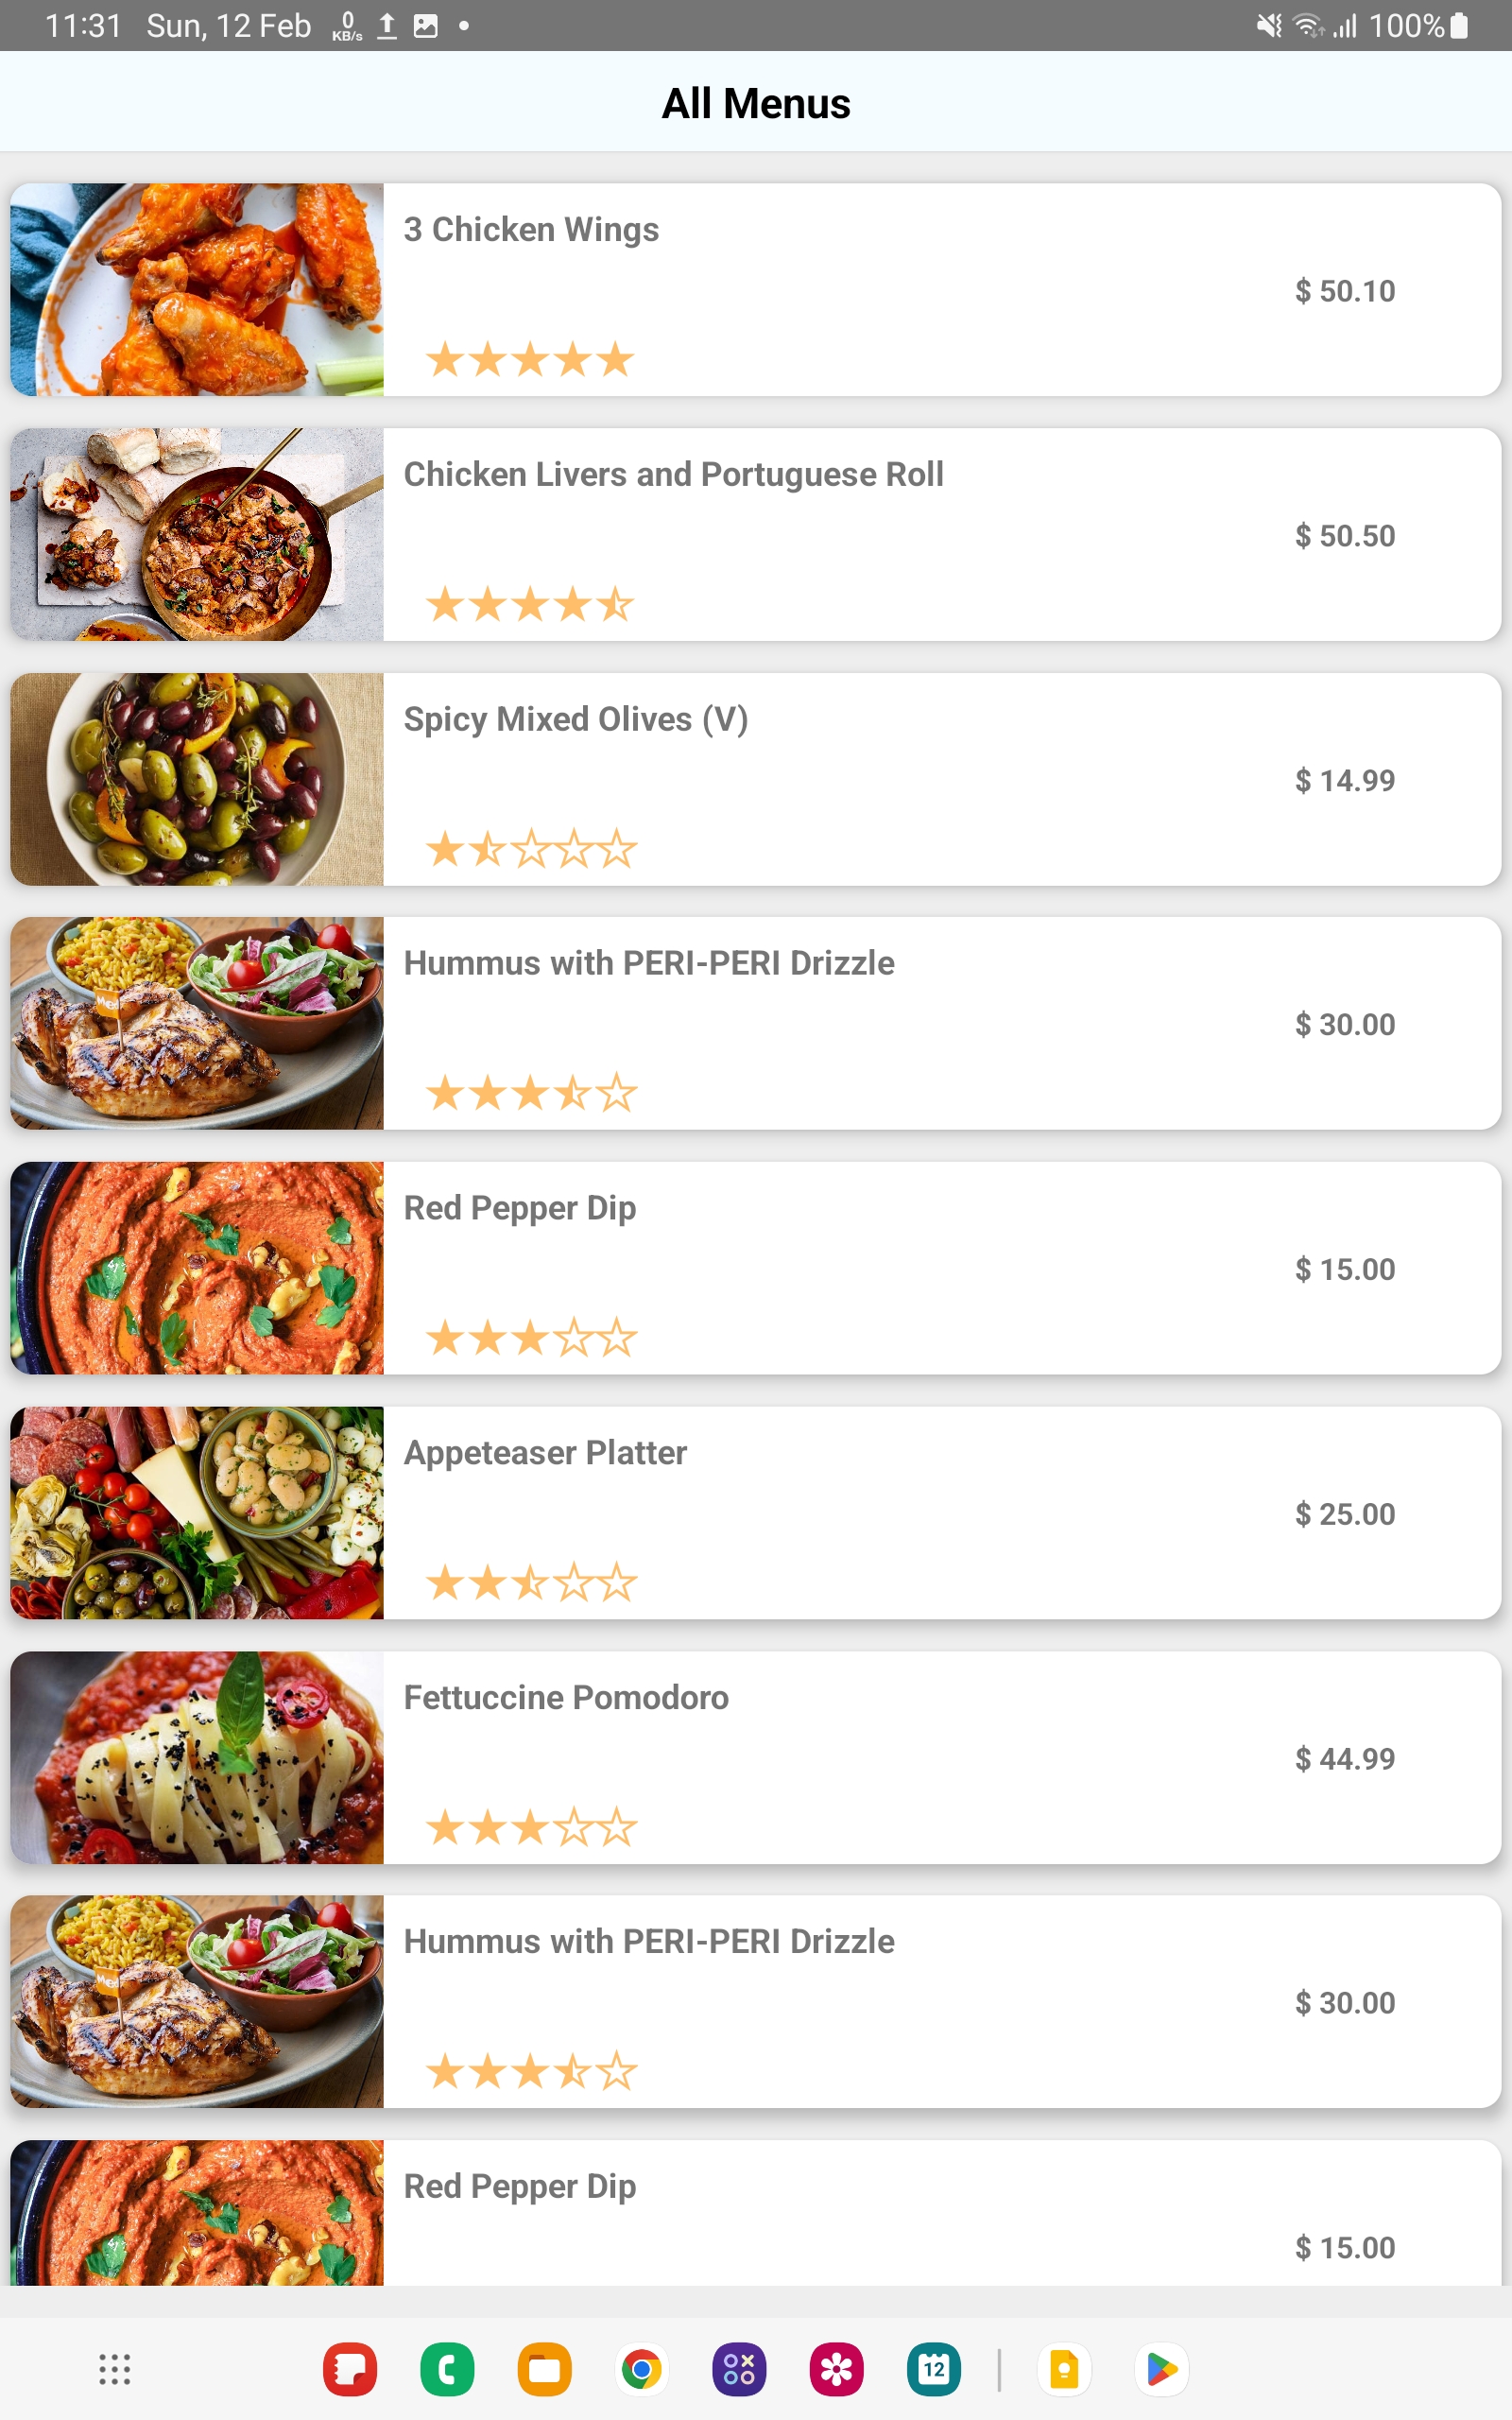 11:31 Sun, 12 Feb 0 KB/s 100%
All Menus
3 Chicken Wings
$ 50.10
Chicken Livers and Portuguese Roll
$ 50.50
Spicy Mixed Olives (V)
$ 14.99
Hummus with PERI-PERI Drizzle
$ 30.00
Red Pepper Dip
$ 15.00
Appeteaser Platter
$ 25.00
Fettuccine Pomodoro
$ 44.99
Hummus with PERI-PERI Drizzle
$ 30.00
Red Pepper Dip
$ 15.00
12